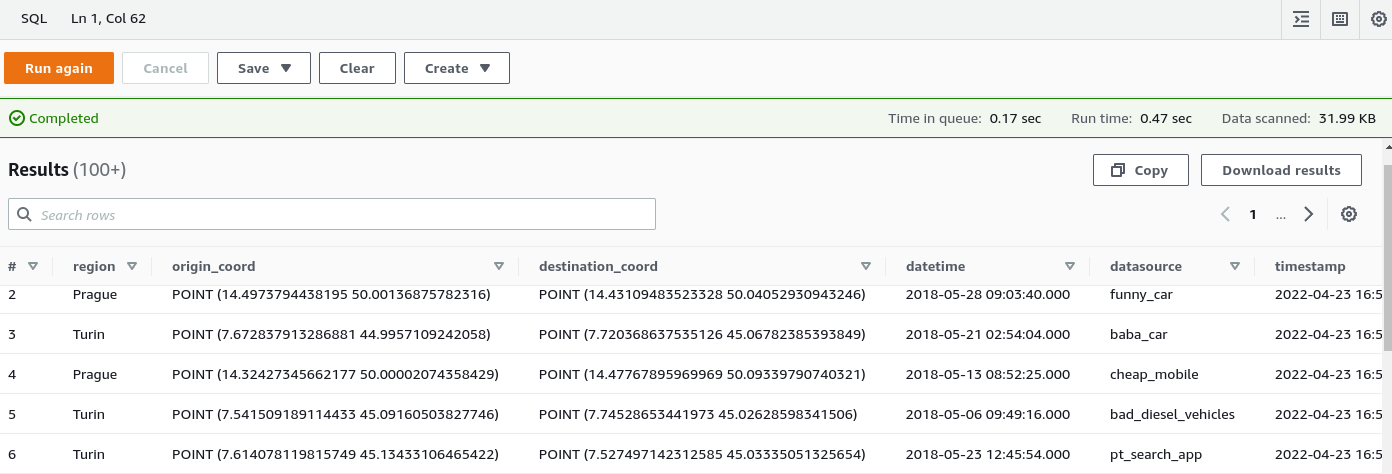 SQL Ln 1, Col 62
Run again Cancel Save Clear Create
Completed Time in queue: 0.17 sec Run time: 0.47 sec Data scanned: 31.99 KB
Results (100+) Copy Download results
Search rows 1 ...
# region origin_coord destination_coord datetime datasource timestamp
2 Prague POINT (14.4973794438195 50.00136875782316) POINT (14.43109483523328 50.04052930943246) 2018-05-28 09:03:40.000 funny_car 2022-04-23 16:5
3 Turin POINT (7.672837913286881 44.9957109242058) POINT (7.720368637535126 45.06782385393849) 2018-05-21 02:54:04.000 baba_car 2022-04-23 16:5
4 Prague POINT (14.32427345662177 50.00002074358429) POINT (14.47767895969969 50.09339790740321) 2018-05-13 08:52:25.000 cheap_mobile 2022-04-23 16:5
5 Turin POINT (7.541509189114433 45.09160503827746) POINT (7.74528653441973 45.02628598341506) 2018-05-06 09:49:16.000 bad_diesel_vehicles 2022-04-23 16:5
6 Turin POINT (7.614078119815749 45.13433106465422) POINT (7.527497142312585 45.03335051325654) 2018-05-23 12:45:54.000 pt_search_app 2022-04-23 16:5